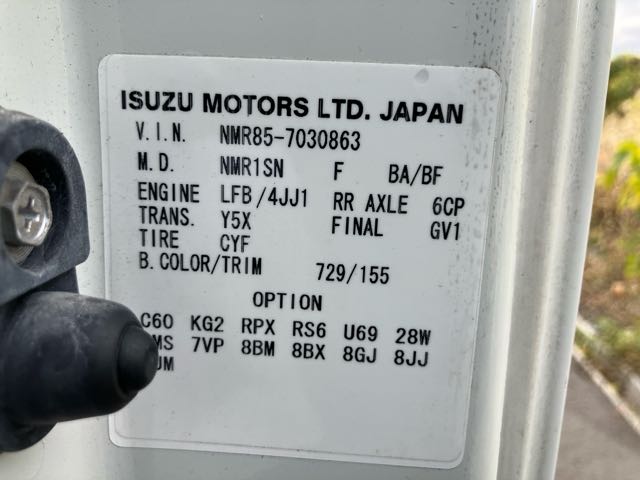 ISUZU MOTORS LTD. JAPAN
V.I.N. NMR85-7030863
M.D. NMR1SN F BA/BF
ENGINE LFB/4JJ1 RR AXLE 6CP
TRANS. Y5X FINAL GV1
TIRE CYF
B.COLOR/TRIM 729/155
OPTION
C60 KG2 RPX RS6 U69 28W
7VP 8BM 8BX 8GJ 8JJ